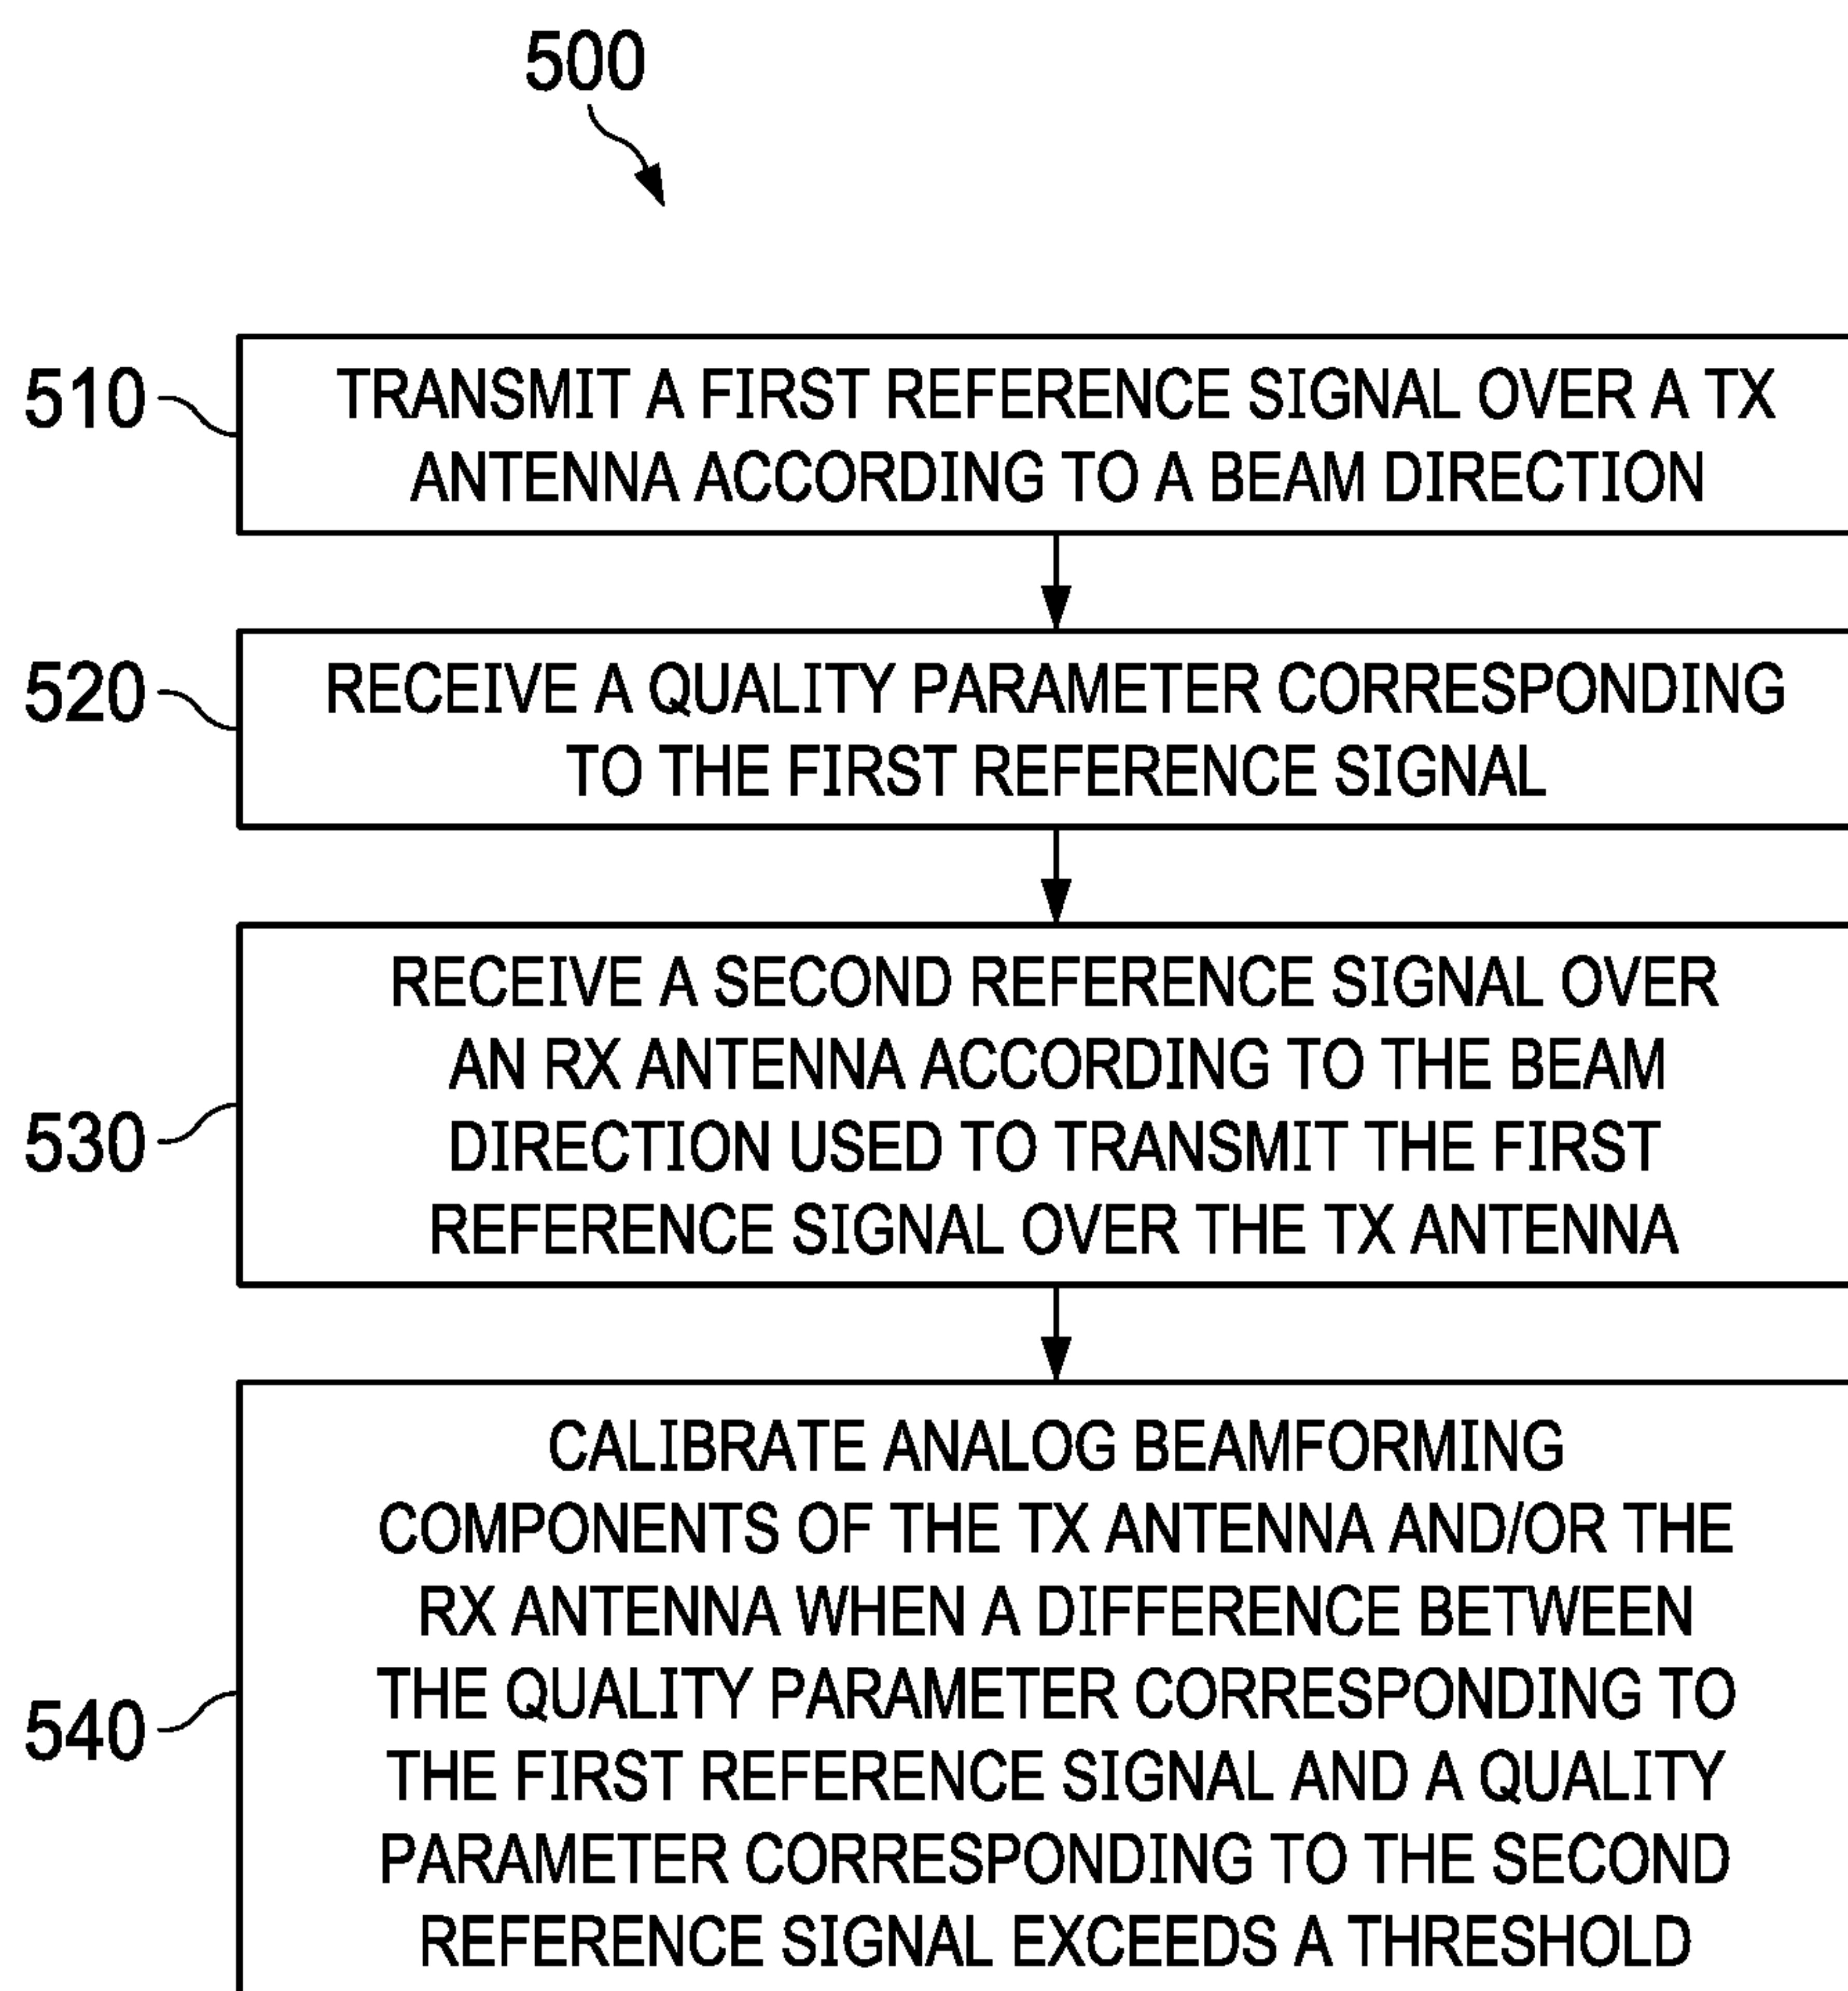 500
510
TRANSMIT A FIRST REFERENCE SIGNAL OVER A TX
ANTENNA ACCORDING TO A BEAM DIRECTION
520
RECEIVE A QUALITY PARAMETER CORRESPONDING
TO THE FIRST REFERENCE SIGNAL
530
RECEIVE A SECOND REFERENCE SIGNAL OVER
AN RX ANTENNA ACCORDING TO THE BEAM
DIRECTION USED TO TRANSMIT THE FIRST
REFERENCE SIGNAL OVER THE TX ANTENNA
540
CALIBRATE ANALOG BEAMFORMING
COMPONENTS OF THE TX ANTENNA AND/OR THE
RX ANTENNA WHEN A DIFFERENCE BETWEEN
THE QUALITY PARAMETER CORRESPONDING TO
THE FIRST REFERENCE SIGNAL AND A QUALITY
PARAMETER CORRESPONDING TO THE SECOND
REFERENCE SIGNAL EXCEEDS A THRESHOLD